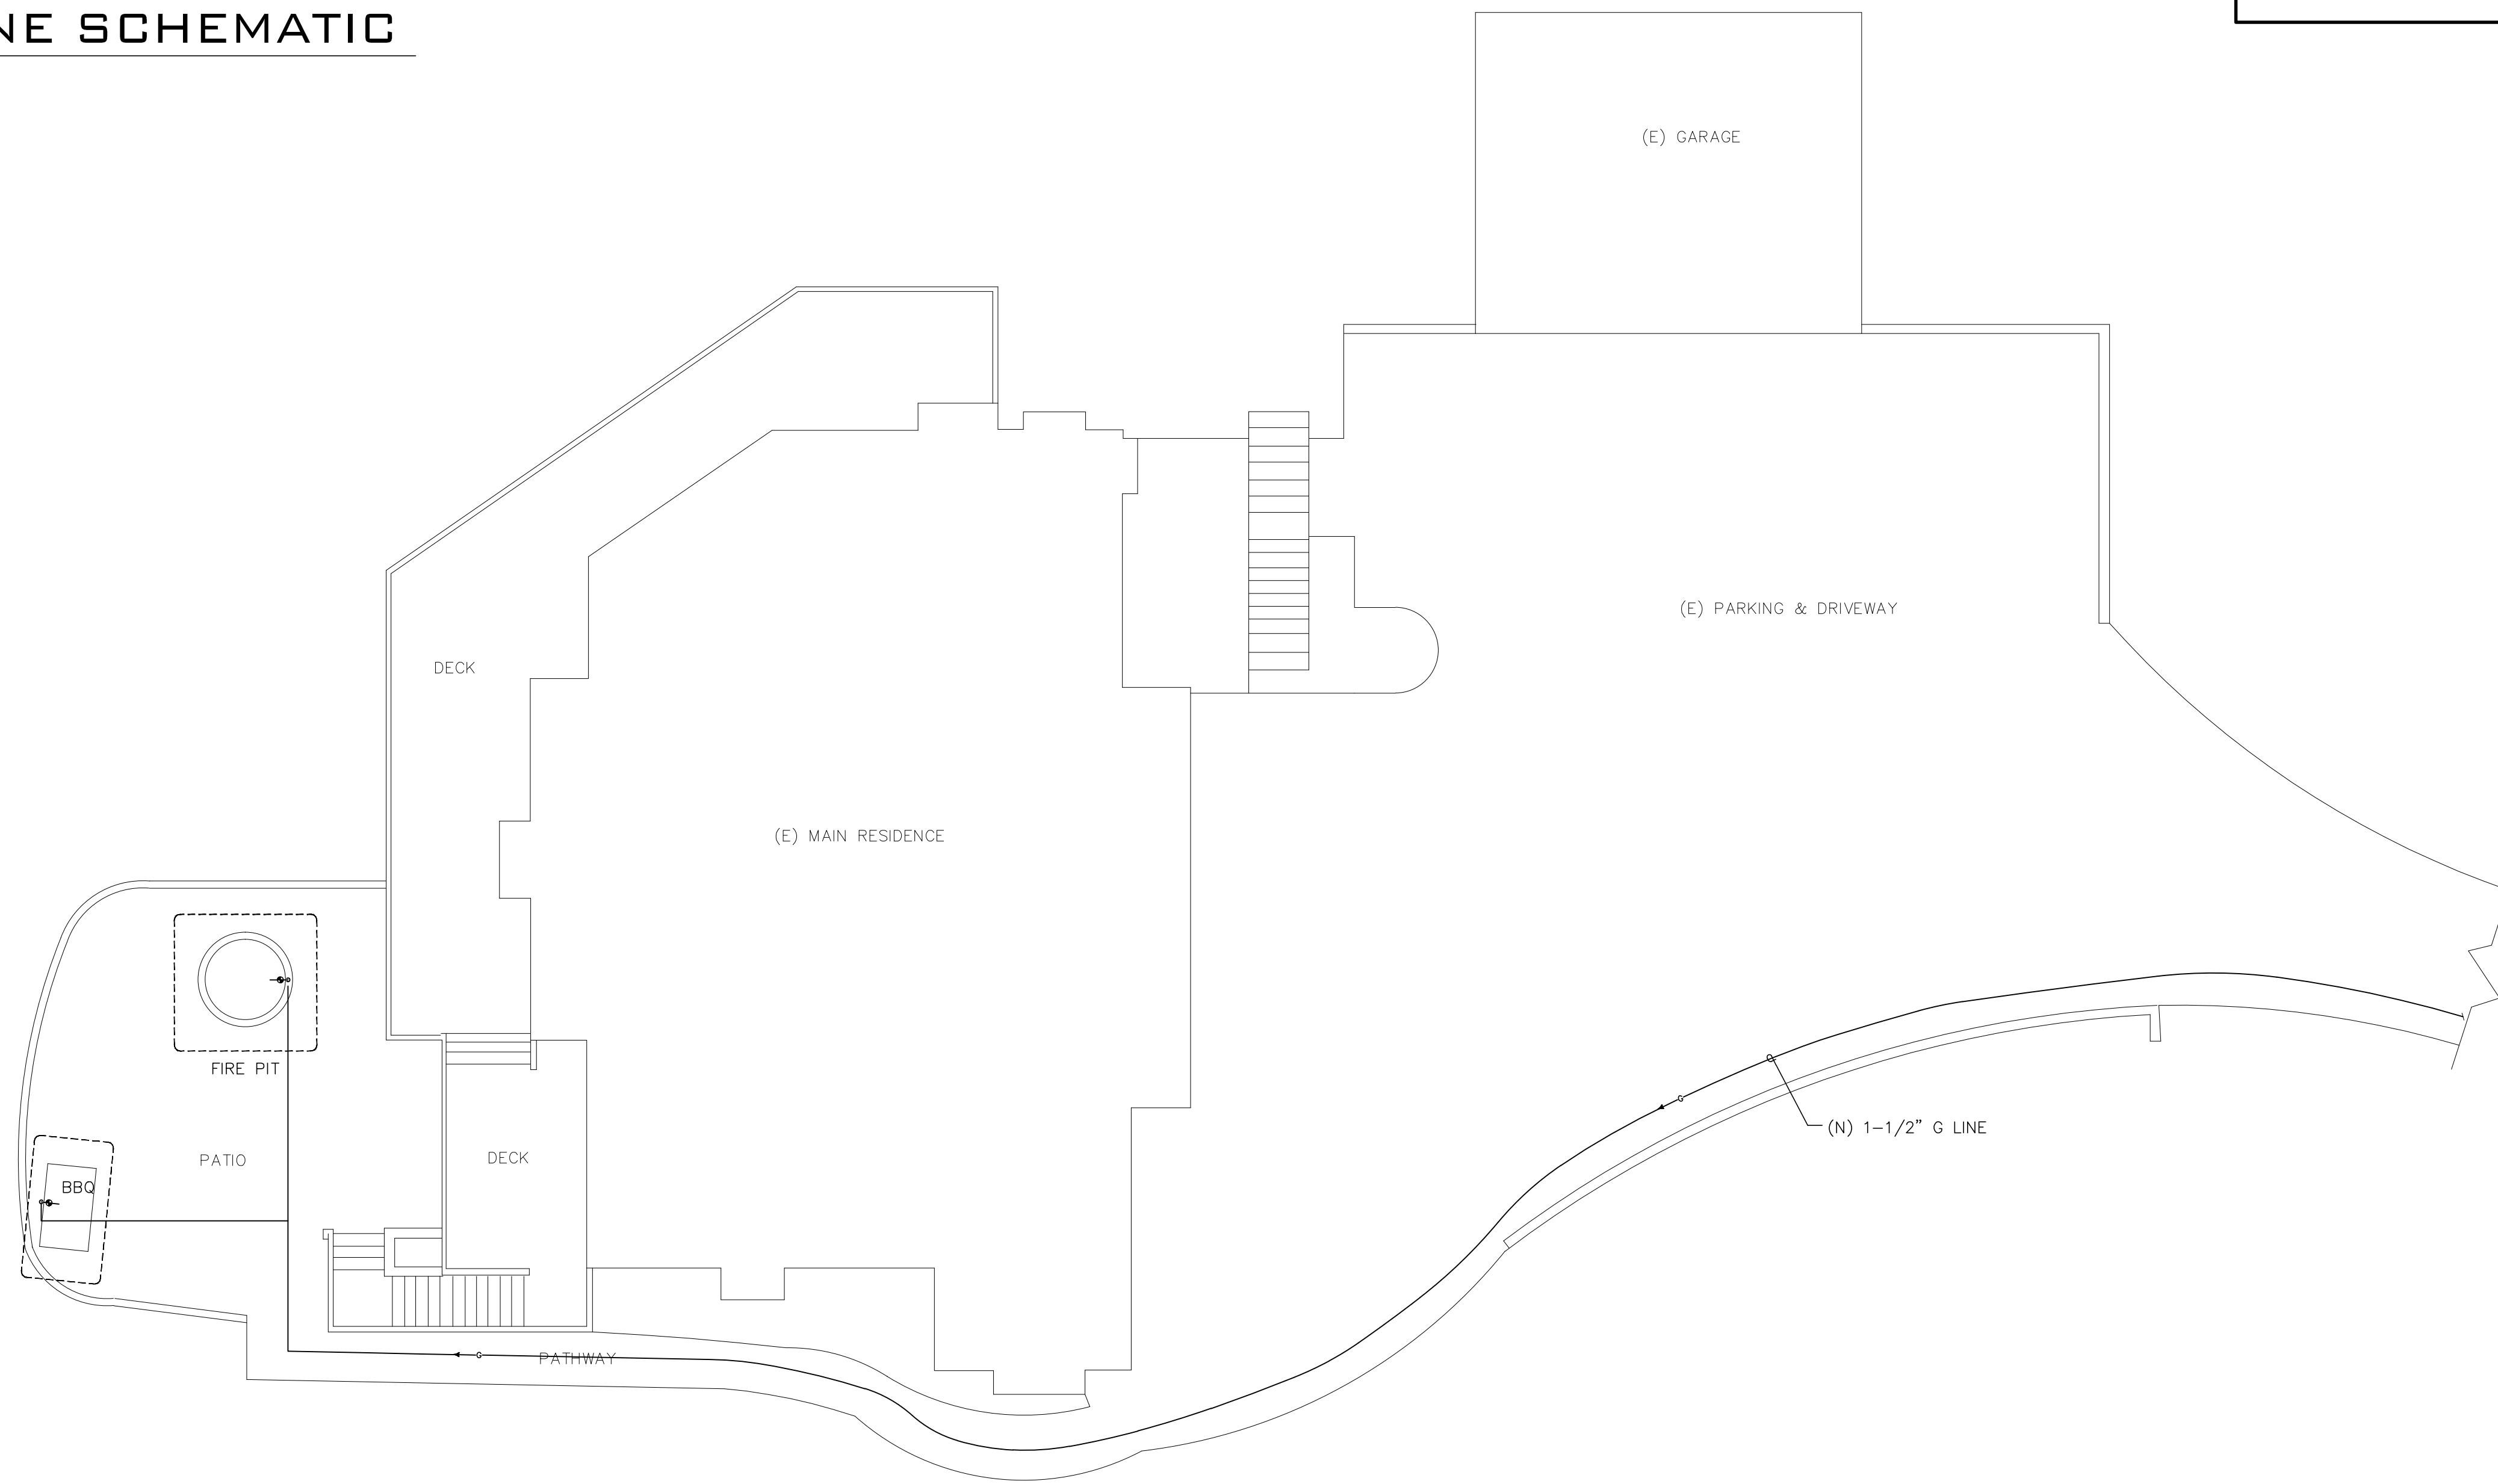 NE SCHEMATIC
(E) GARAGE
(E) PARKING & DRIVEWAY
DECK
(E) MAIN RESIDENCE
FIRE PIT
G
(N) 1-1/2" G LINE
DECK
PATIO
BBQ
G
PATHWAY